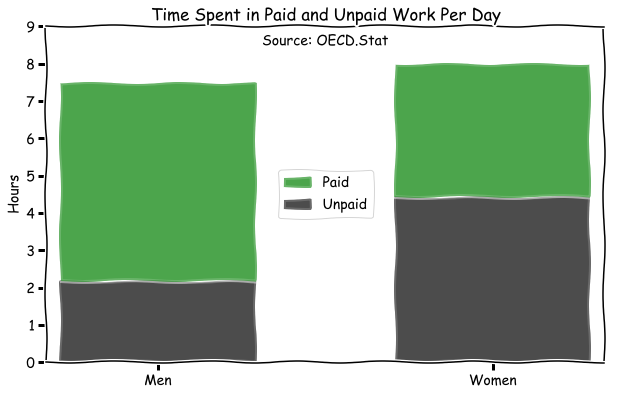 Time Spent in Paid and Unpaid Work Per Day
Source: OECD.Stat
9
8
7
6
5
4
3
2
1
0
Hours
Paid
Unpaid
Men
Women